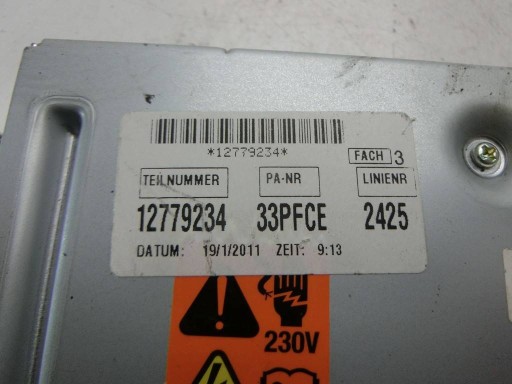 *12779234*
FACH 3
TEILNUMMER PA-NR LINIENR
12779234 33PFCE 2425
DATUM: 19/1/2011 ZEIT: 9:13
230V